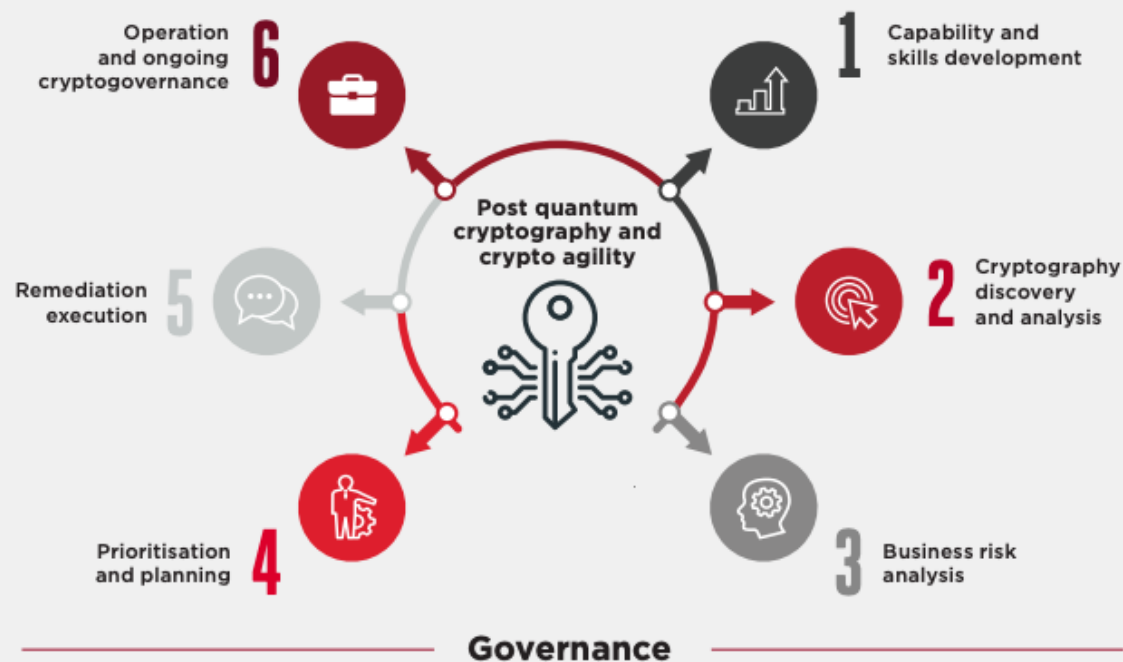 Post quantum
cryptography and
crypto agility
1
Capability and
skills development
2
Cryptography
discovery
and analysis
3
Business risk
analysis
4
Prioritisation
and planning
5
Remediation
execution
6
Operation
and ongoing
cryptogovernance
Governance